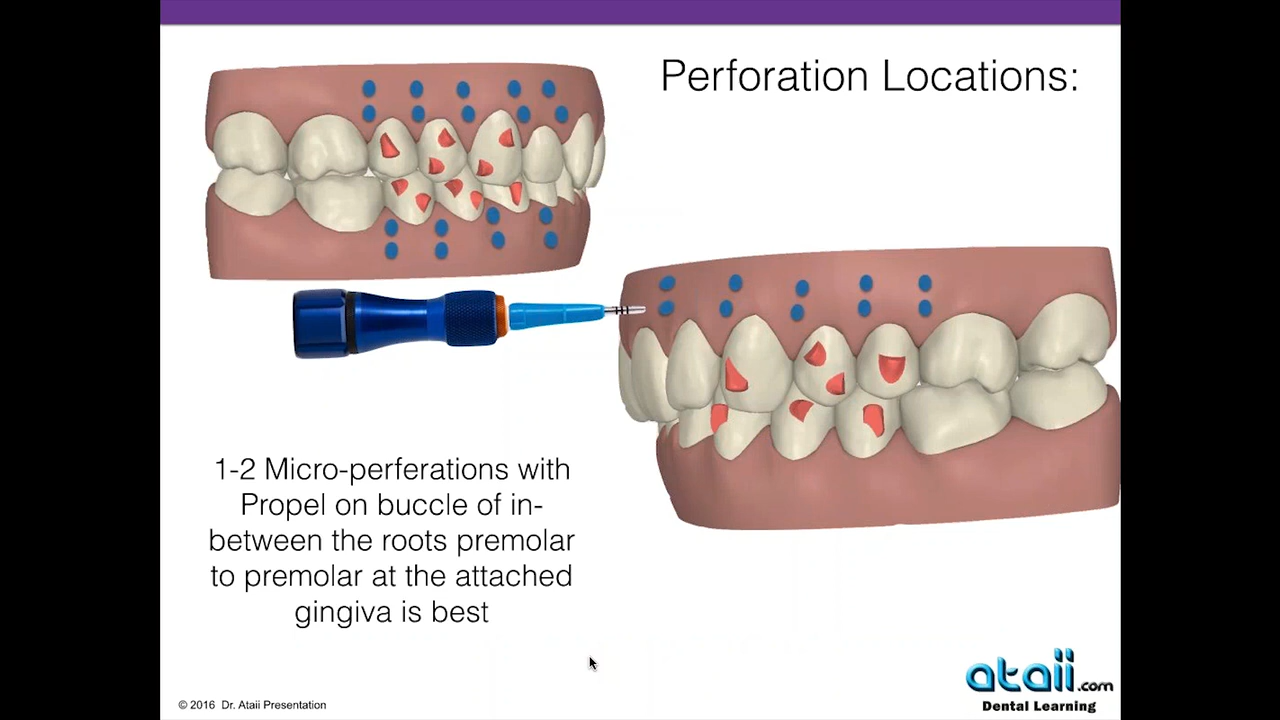 Perforation Locations:
1-2 Micro-perferations with
Propel on buccle of in-
between the roots premolar
to premolar at the attached
gingiva is best
© 2016 Dr. Ataii Presentation
ataii.com
Dental Learning